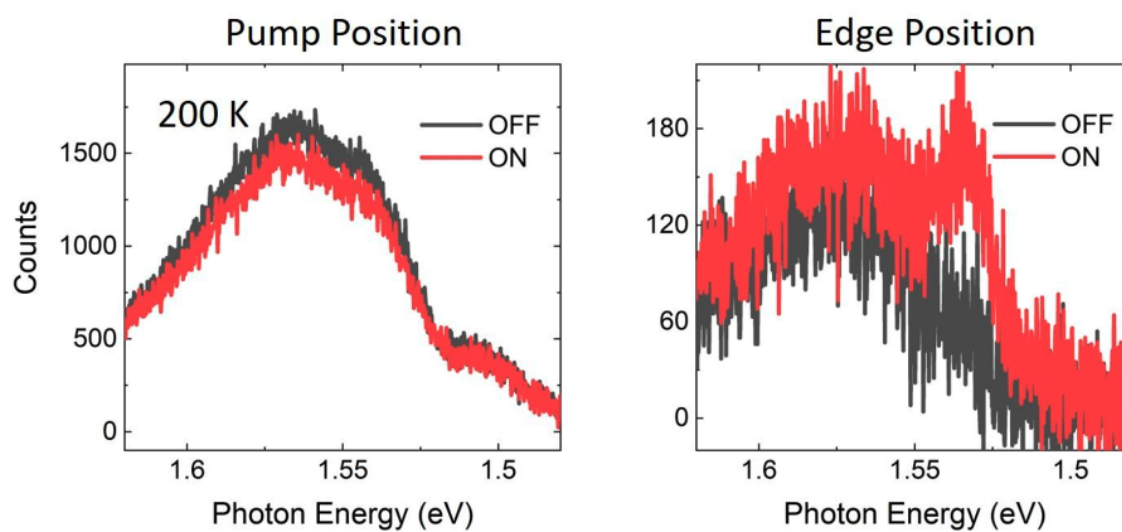 Pump Position
200 K
OFF
ON
1500
1000
500
0
Counts
1.6
1.55
1.5
Photon Energy (eV)
Edge Position
OFF
ON
180
120
60
0
1.6
1.55
1.5
Photon Energy (eV)